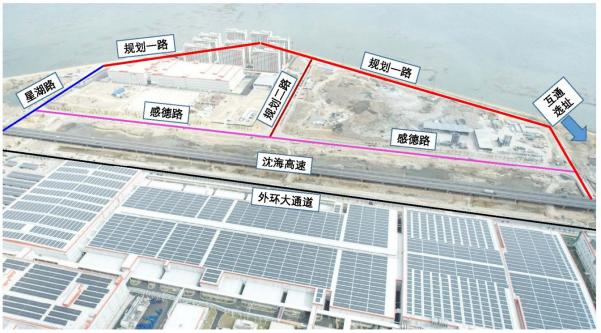 规划一路
规划一路
星湖路
感德路
规划二路
互通
选址
感德路
沈海高速
外环大通道